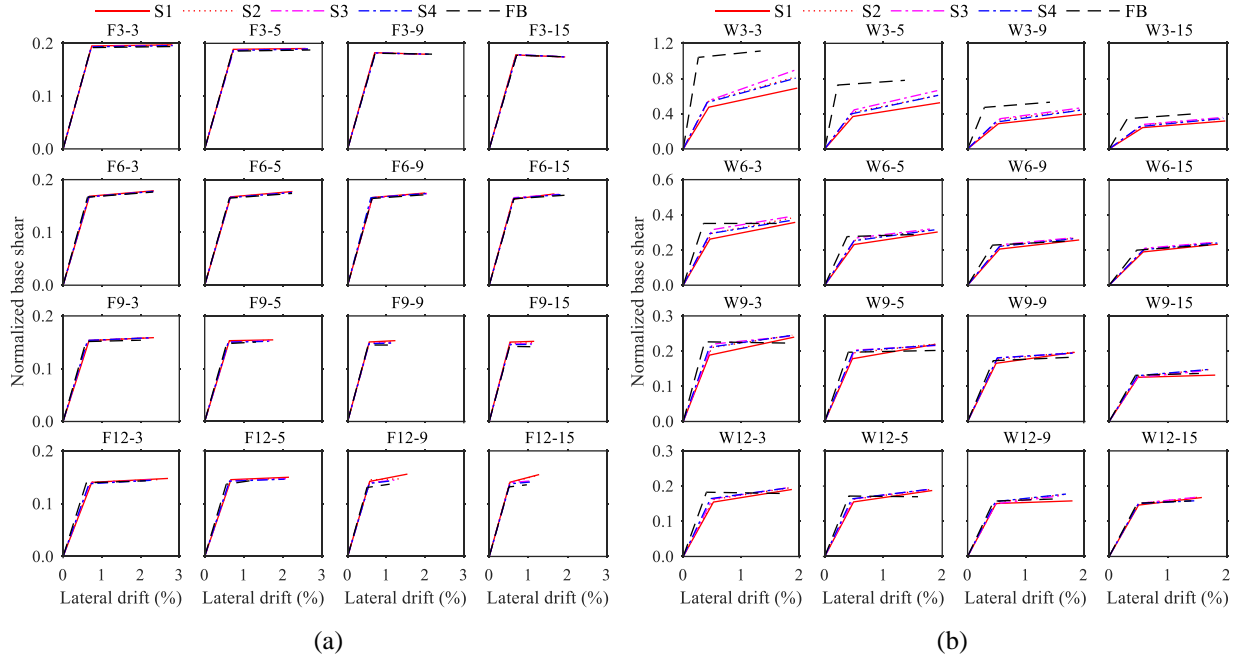 S1 S2 S3 S4 FB
F3-3 F3-5 F3-9 F3-15
0.2
0.1
0.0
F6-3 F6-5 F6-9 F6-15
0.2
0.1
0.0
F9-3 F9-5 F9-9 F9-15
0.2
0.1
0.0
F12-3 F12-5 F12-9 F12-15
0.2
0.1
0.0
Normalized base shear
0 1 2 3 0 1 2 3 0 1 2 3 0 1 2 3
Lateral drift (%) Lateral drift (%) Lateral drift (%) Lateral drift (%)
(a)
S1 S2 S3 S4 FB
W3-3 W3-5 W3-9 W3-15
1.2
0.8
0.4
0.0
W6-3 W6-5 W6-9 W6-15
0.6
0.4
0.2
0.0
W9-3 W9-5 W9-9 W9-15
0.3
0.2
0.1
0.0
W12-3 W12-5 W12-9 W12-15
0.3
0.2
0.1
0.0
Normalized base shear
0 1 2 0 1 2 0 1 2 0 1 2
Lateral drift (%) Lateral drift (%) Lateral drift (%) Lateral drift (%)
(b)